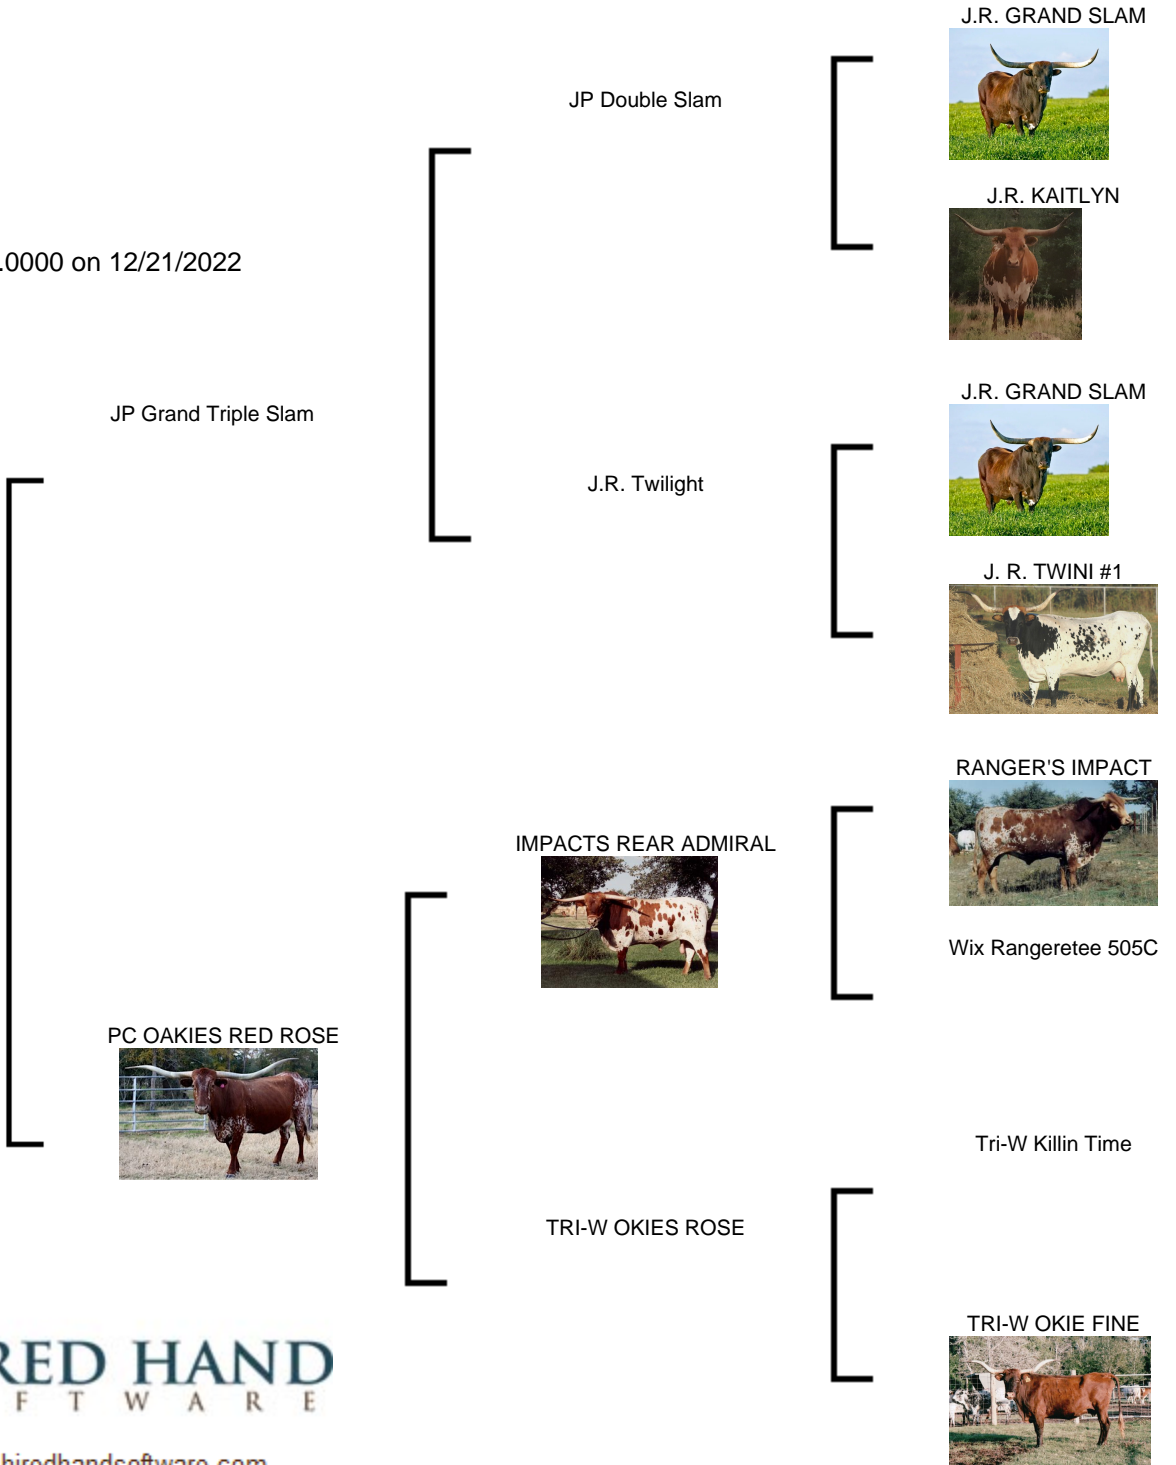 J.R. GRAND SLAM
JP Double Slam
J.R. KAITLYN
.0000 on 12/21/2022
J.R. GRAND SLAM
JP Grand Triple Slam
J.R. Twilight
J. R. TWINI #1
RANGER'S IMPACT
IMPACTS REAR ADMIRAL
Wix Rangeretee 505C
PC OAKIES RED ROSE
Tri-W Killin Time
TRI-W OKIES ROSE
TRI-W OKIE FINE
RED HAND
F T W A R E
hiredhandsoftware.com